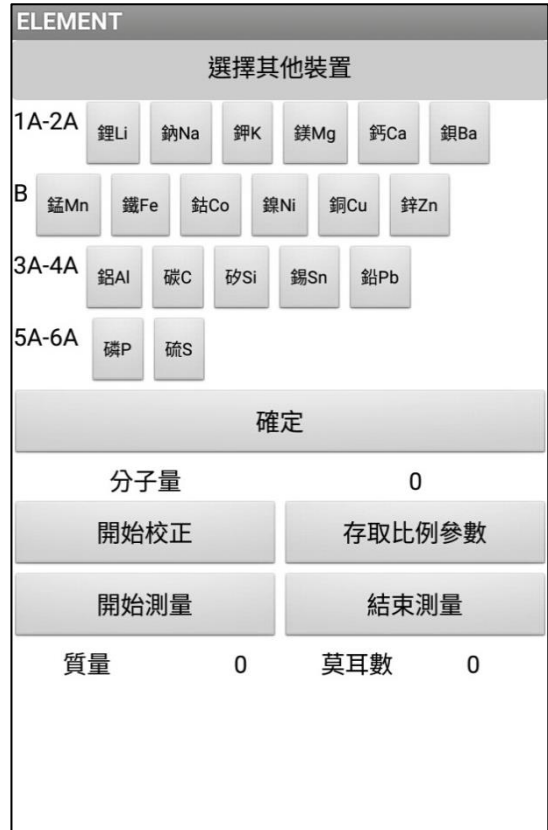 ELEMENT
選擇其他裝置
1A-2A 鋰Li 鈉Na 鉀K 鎂Mg 鈣Ca 鋇Ba
B 錳Mn 鐵Fe 鈷Co 鎳Ni 銅Cu 鋅Zn
3A-4A 鋁Al 碳C 矽Si 錫Sn 鉛Pb
5A-6A 磷P 硫S
確定
分子量 0
開始校正 存取比例參數
開始測量 結束測量
質量 0 莫耳數 0